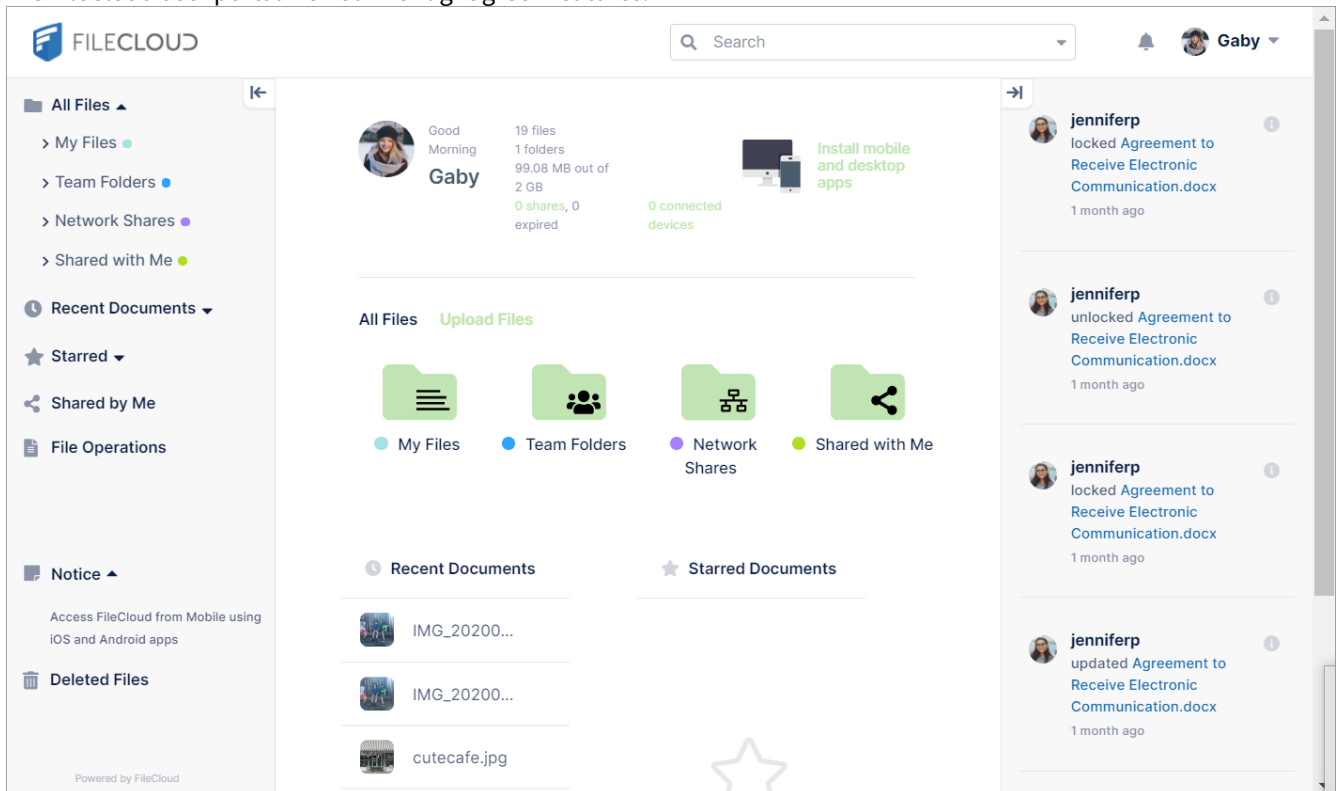 FILECLOUD
Search
Gaby
All Files
My Files
Team Folders
Network Shares
Shared with Me
Recent Documents
Starred
Shared by Me
File Operations
Notice
Access FileCloud from Mobile using
iOS and Android apps
Deleted Files
Powered by FileCloud
Good
Morning
Gaby
19 files
1 folders
99.08 MB out of
2 GB
0 shares, 0
expired
0 connected
devices
Install mobile
and desktop
apps
All Files Upload Files
My Files
Team Folders
Network
Shares
Shared with Me
Recent Documents
IMG_20200...
IMG_20200...
cutecafe.jpg
Starred Documents
jenniferp
locked Agreement to
Receive Electronic
Communication.docx
1 month ago
jenniferp
unlocked Agreement to
Receive Electronic
Communication.docx
1 month ago
jenniferp
locked Agreement to
Receive Electronic
Communication.docx
1 month ago
jenniferp
updated Agreement to
Receive Electronic
Communication.docx
1 month ago